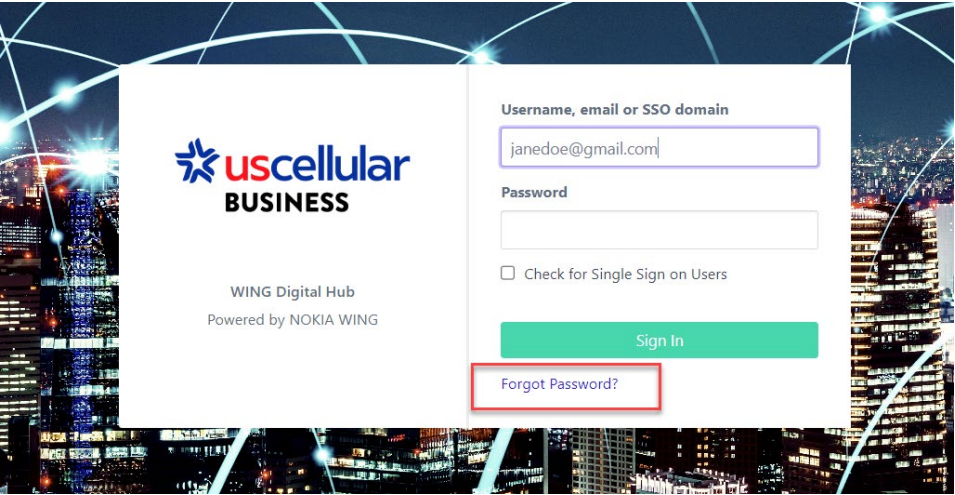 uscellular
BUSINESS
WING Digital Hub
Powered by NOKIA WING
Username, email or SSO domain
janedoe@gmail.com
Password
Check for Single Sign on Users
Sign In
Forgot Password?